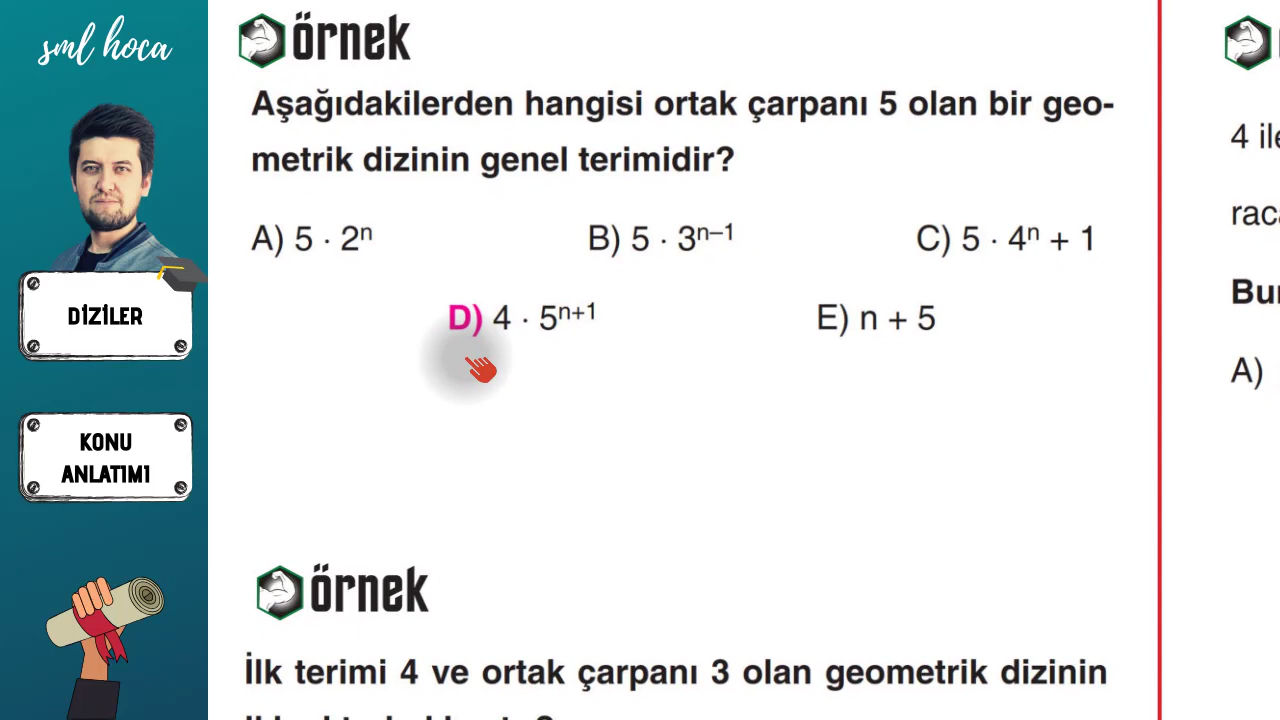 sml hoca
DİZİLER
KONU
ANLATIMI
örnek
Aşağıdakilerden hangisi ortak çarpanı 5 olan bir geo-
metrik dizinin genel terimidir?
A) 5 · 2ⁿ B) 5 · 3ⁿ⁻¹ C) 5 · 4ⁿ + 1
D) 4 · 5ⁿ⁺¹ E) n + 5
örnek
İlk terimi 4 ve ortak çarpanı 3 olan geometrik dizinin
4 ile
A)